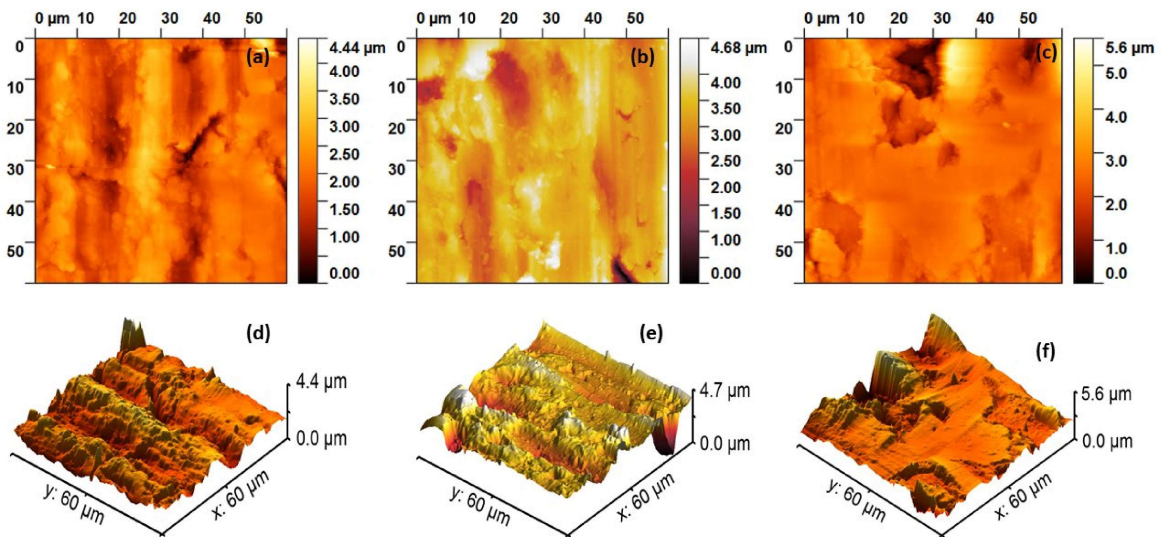 0 µm 10 20 30 40 50
0
10
20
30
40
50
(a)
4.44 µm
4.00
3.50
3.00
2.50
2.00
1.50
1.00
0.00
0 µm 10 20 30 40 50
0
10
20
30
40
50
(b)
4.68 µm
4.00
3.50
3.00
2.50
2.00
1.50
1.00
0.00
0 µm 10 20 30 40 50
0
10
20
30
40
50
(c)
5.6 µm
5.0
4.0
3.0
2.0
1.0
0.0
(d)
4.4 µm
0.0 µm
y: 60 µm
x: 60 µm
(e)
4.7 µm
0.0 µm
y: 60 µm
x: 60 µm
(f)
5.6 µm
0.0 µm
y: 60 µm
x: 60 µm